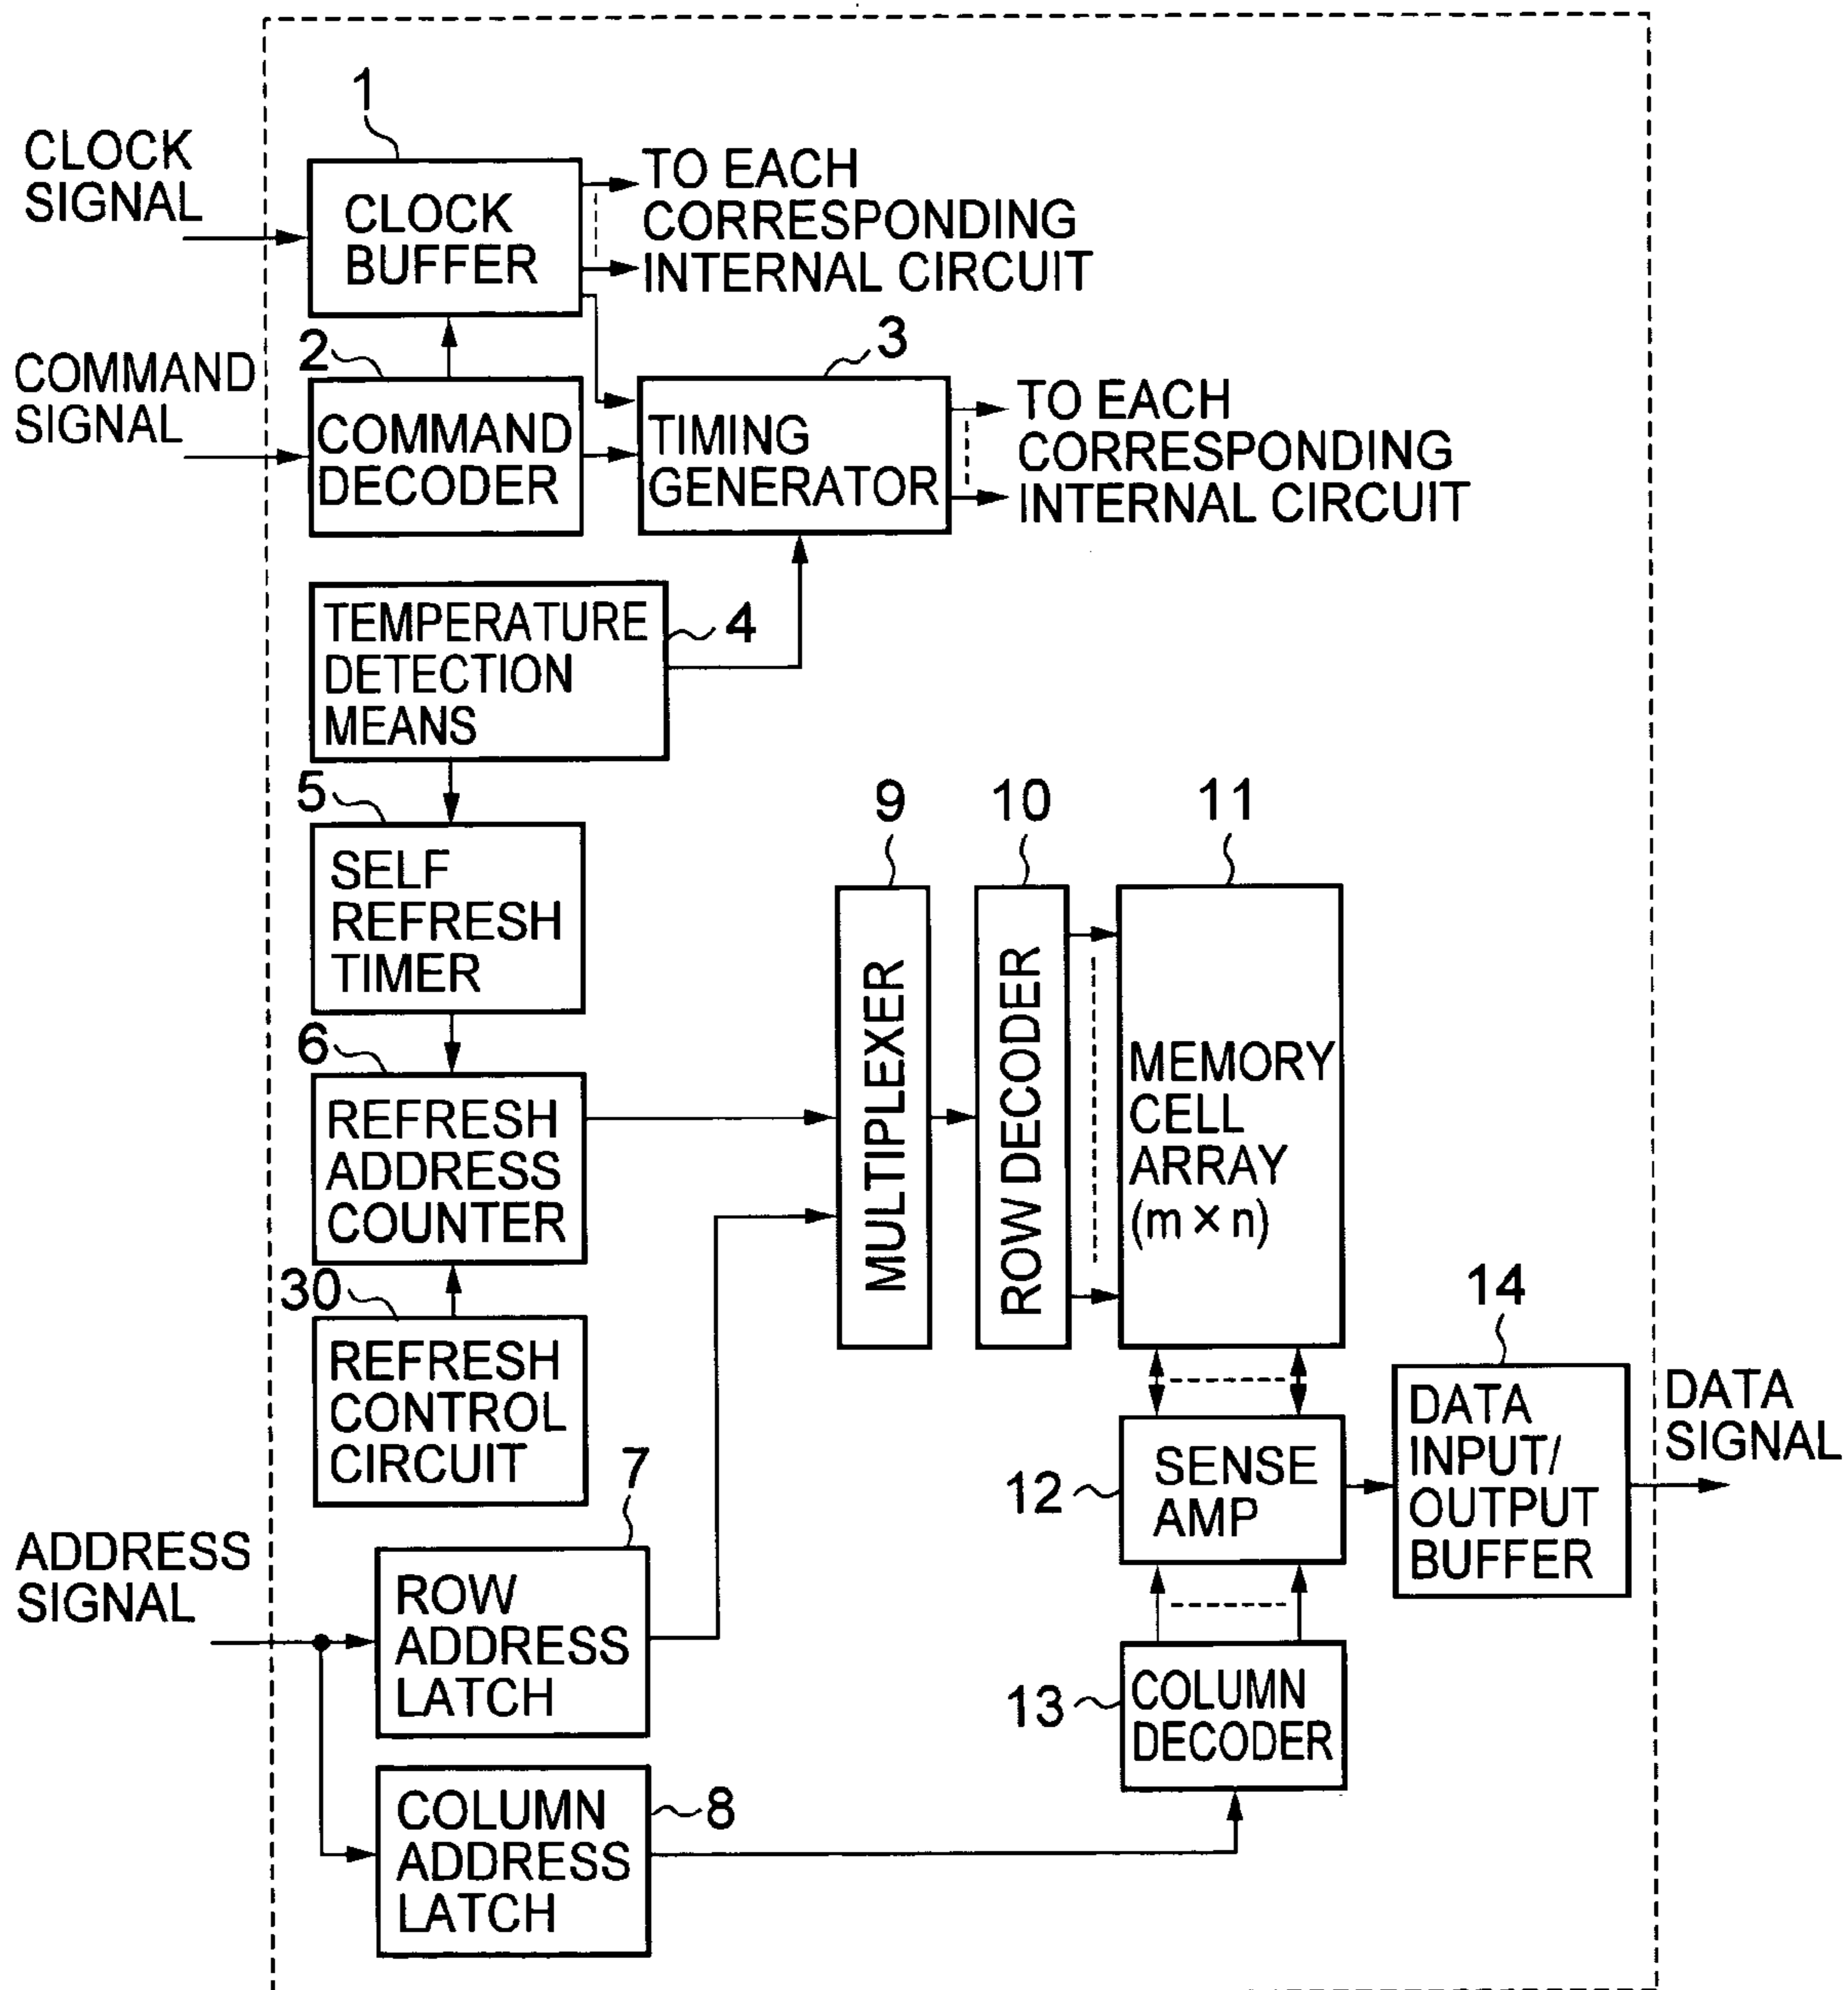 1
CLOCK
SIGNAL
CLOCK
BUFFER
TO EACH
CORRESPONDING
INTERNAL CIRCUIT
2
3
COMMAND
SIGNAL
COMMAND
DECODER
TIMING
GENERATOR
TO EACH
CORRESPONDING
INTERNAL CIRCUIT
TEMPERATURE
DETECTION
MEANS
4
5
SELF
REFRESH
TIMER
6
REFRESH
ADDRESS
COUNTER
30
REFRESH
CONTROL
CIRCUIT
9
MULTIPLEXER
10
ROW DECODER
11
MEMORY
CELL
ARRAY
(m × n)
12
SENSE
AMP
14
DATA
INPUT/
OUTPUT
BUFFER
DATA
SIGNAL
ADDRESS
SIGNAL
7
ROW
ADDRESS
LATCH
13
COLUMN
DECODER
COLUMN
ADDRESS
LATCH
8